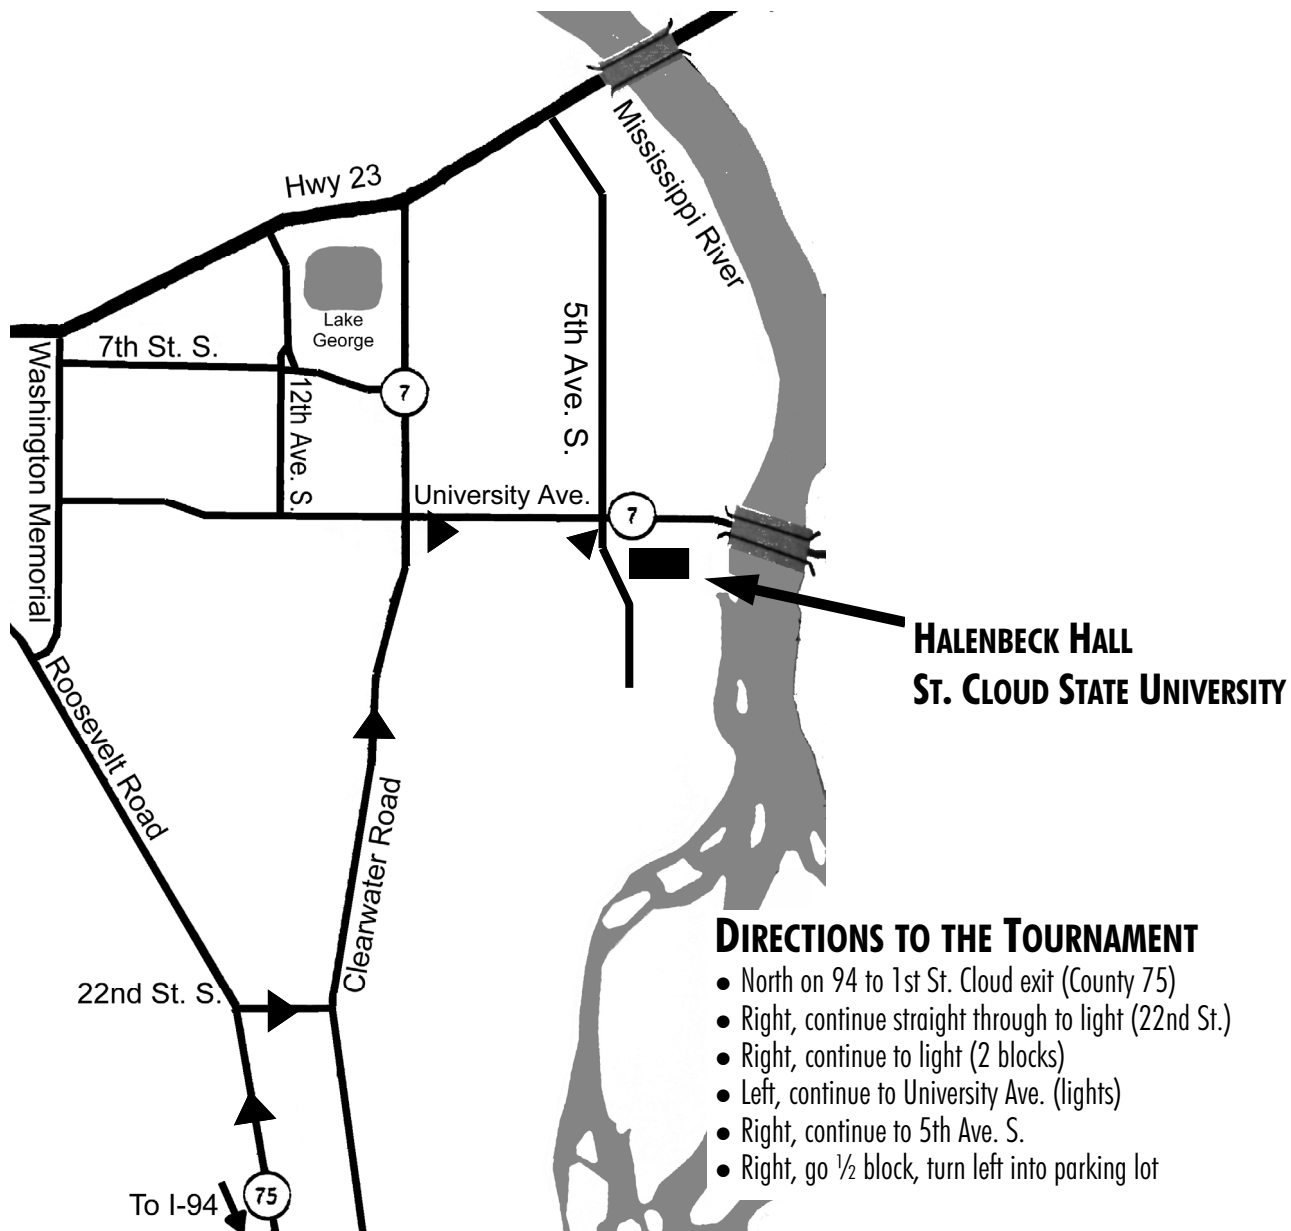 Mississippi River
Hwy 23
Lake
George
5th Ave. S.
7th St. S.
Washington Memorial
7
12th Ave. S.
University Ave.
7
HALENBECK HALL
ST. CLOUD STATE UNIVERSITY
Roosevelt Road
Clearwater Road
22nd St. S.
DIRECTIONS TO THE TOURNAMENT
• North on 94 to 1st St. Cloud exit (County 75)
• Right, continue straight through to light (22nd St.)
• Right, continue to light (2 blocks)
• Left, continue to University Ave. (lights)
• Right, continue to 5th Ave. S.
• Right, go ½ block, turn left into parking lot
To I-94
75